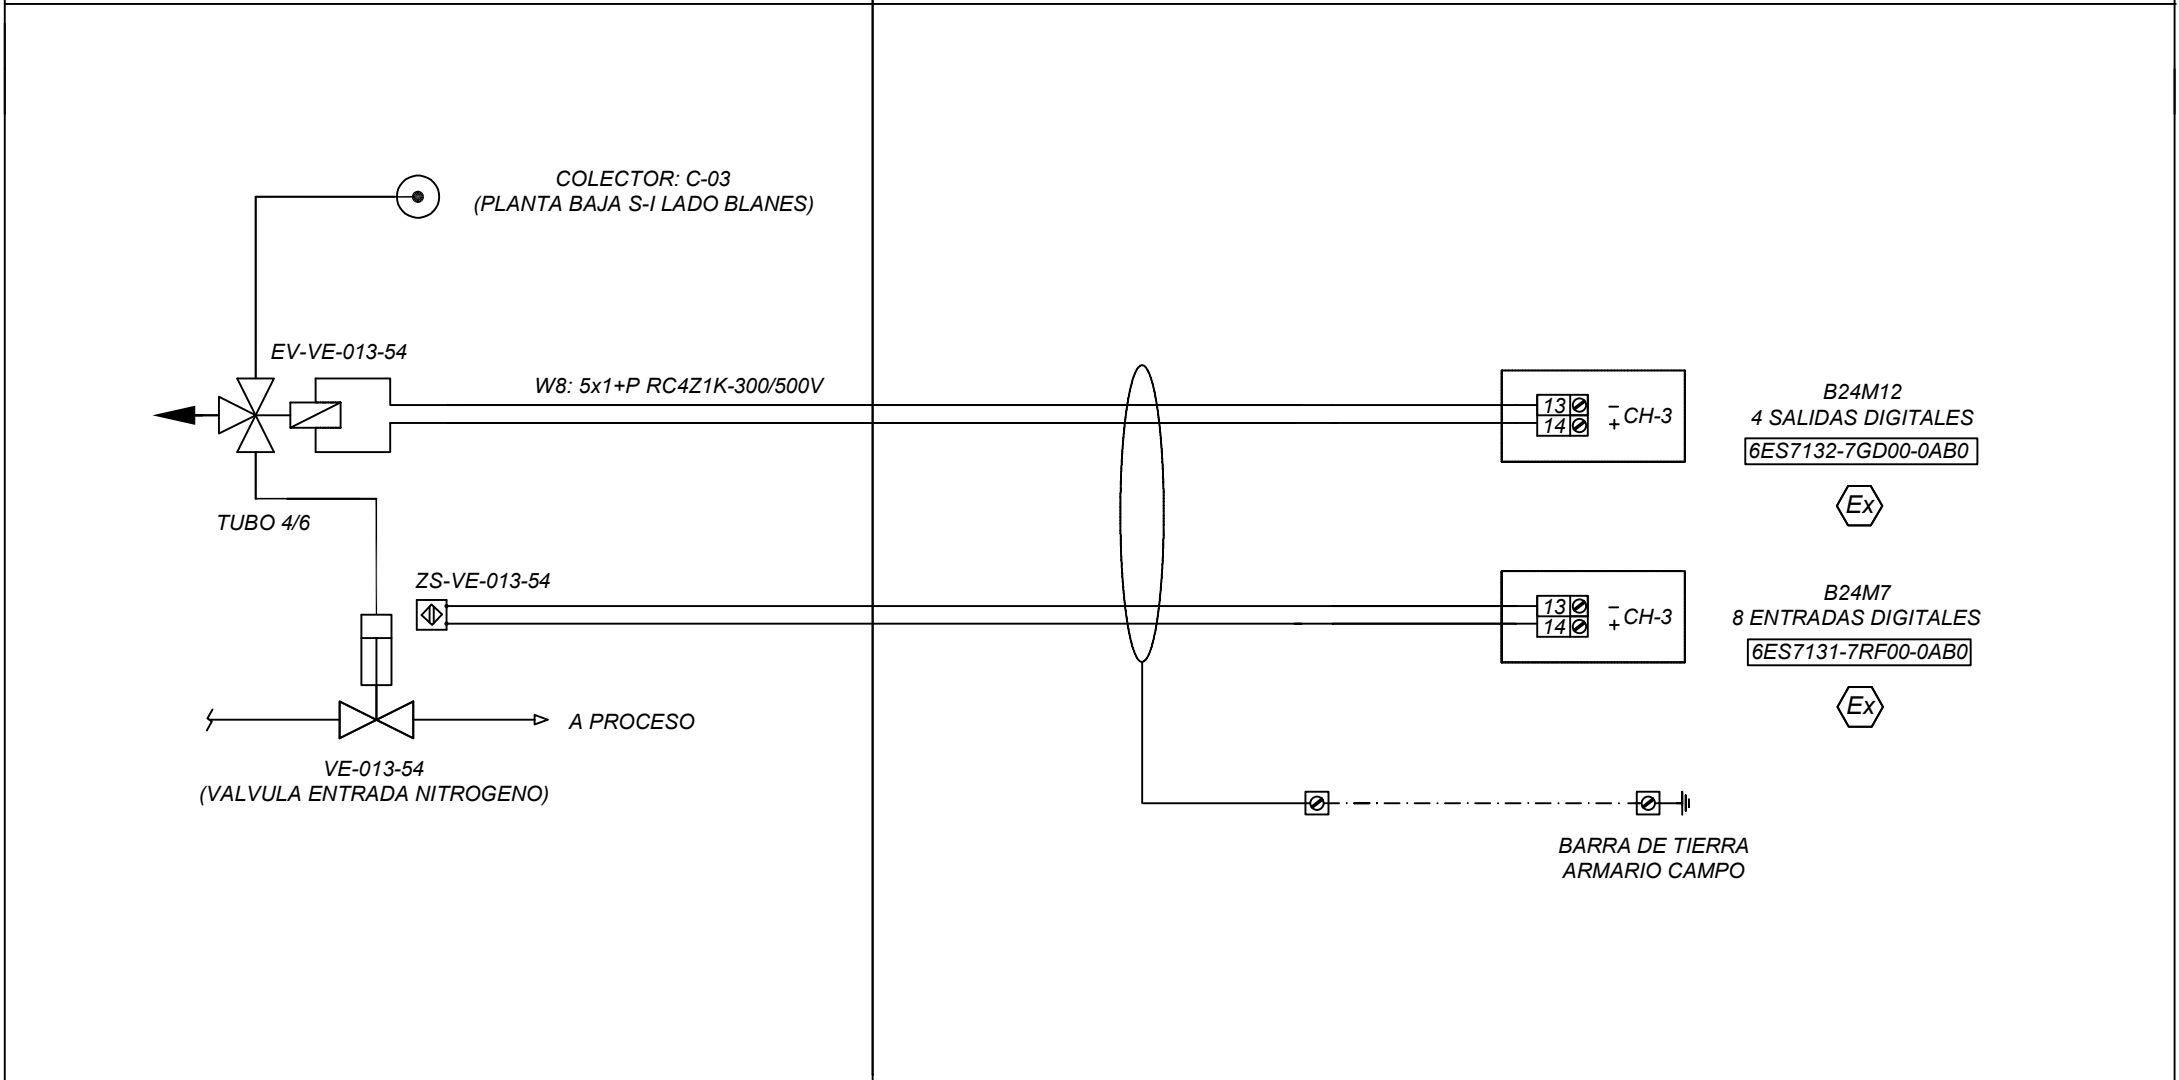 COLECTOR: C-03
(PLANTA BAJA S-I LADO BLANES)
EV-VE-013-54
W8: 5x1+P RC4Z1K-300/500V
TUBO 4/6
ZS-VE-013-54
A PROCESO
VE-013-54
(VALVULA ENTRADA NITROGENO)
13 –
14 + CH-3
B24M12
4 SALIDAS DIGITALES
6ES7132-7GD00-0AB0
Ex
13 –
14 + CH-3
B24M7
8 ENTRADAS DIGITALES
6ES7131-7RF00-0AB0
Ex
BARRA DE TIERRA
ARMARIO CAMPO